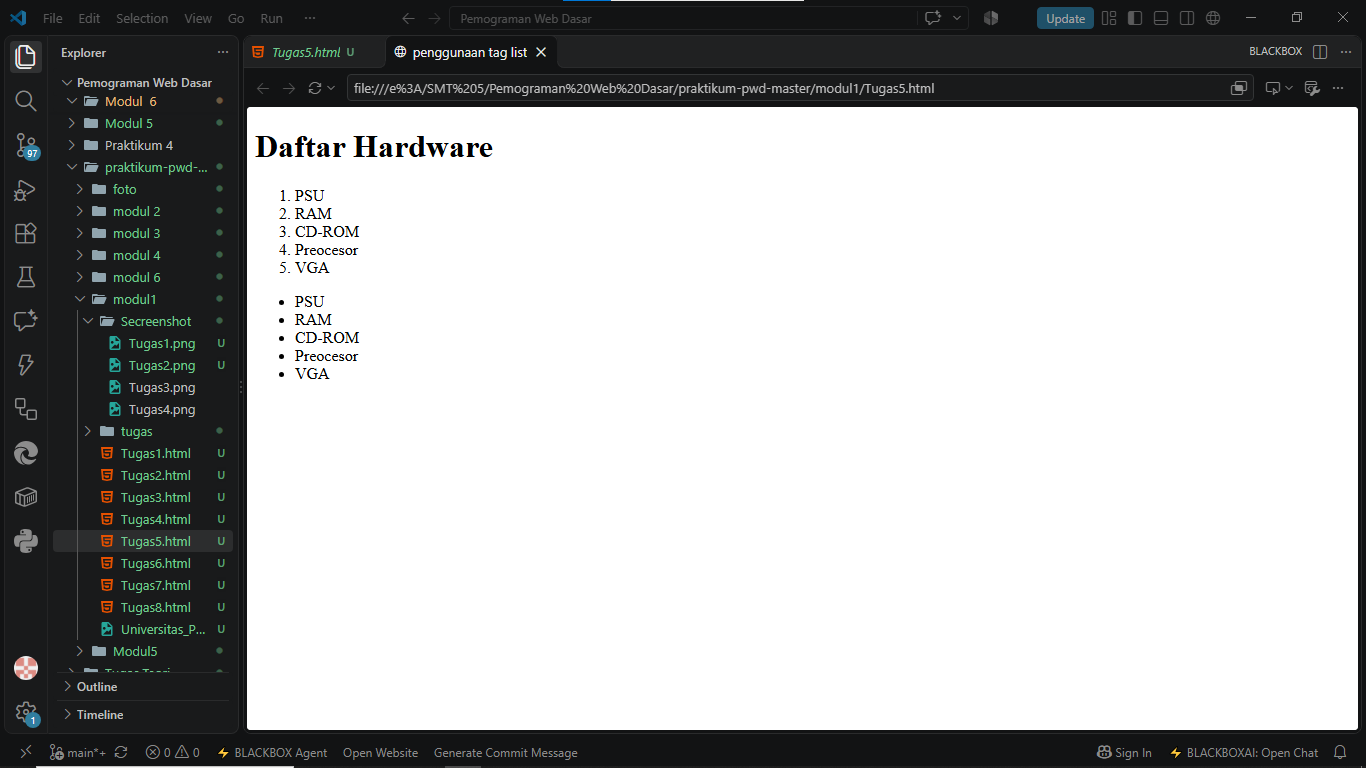 File Edit Selection View Go Run ··· Pemograman Web Dasar Update
Explorer ···
Tugas5.html U penggunaan tag list BLACKBOX ···
file:///e%3A/SMT%205/Pemograman%20Web%20Dasar/praktikum-pwd-master/modul1/Tugas5.html ···
Pemograman Web Dasar
Modul 6
Modul 5
Praktikum 4
praktikum-pwd-...
foto
modul 2
modul 3
modul 4
modul 6
modul1
Secreenshot
Tugas1.png U
Tugas2.png U
Tugas3.png
Tugas4.png
tugas
Tugas1.html U
Tugas2.html U
Tugas3.html U
Tugas4.html U
Tugas5.html U
Tugas6.html U
Tugas7.html U
Tugas8.html U
Universitas_P... U
Modul5
Outline
Timeline
97
1
Daftar Hardware
1. PSU
2. RAM
3. CD-ROM
4. Preocesor
5. VGA
• PSU
• RAM
• CD-ROM
• Preocesor
• VGA
main*+ 0 0 BLACKBOX Agent Open Website Generate Commit Message Sign In BLACKBOXAI: Open Chat